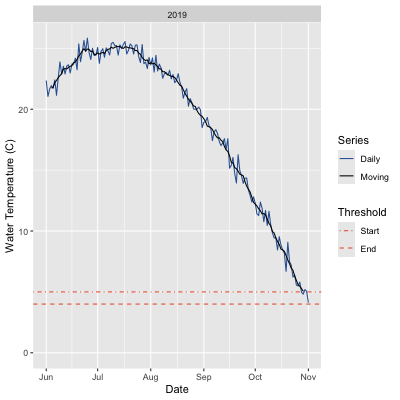 2019
Water Temperature (C)
20
10
0
Jun Jul Aug Sep Oct Nov
Date
Series
Daily
Moving
Threshold
Start
End